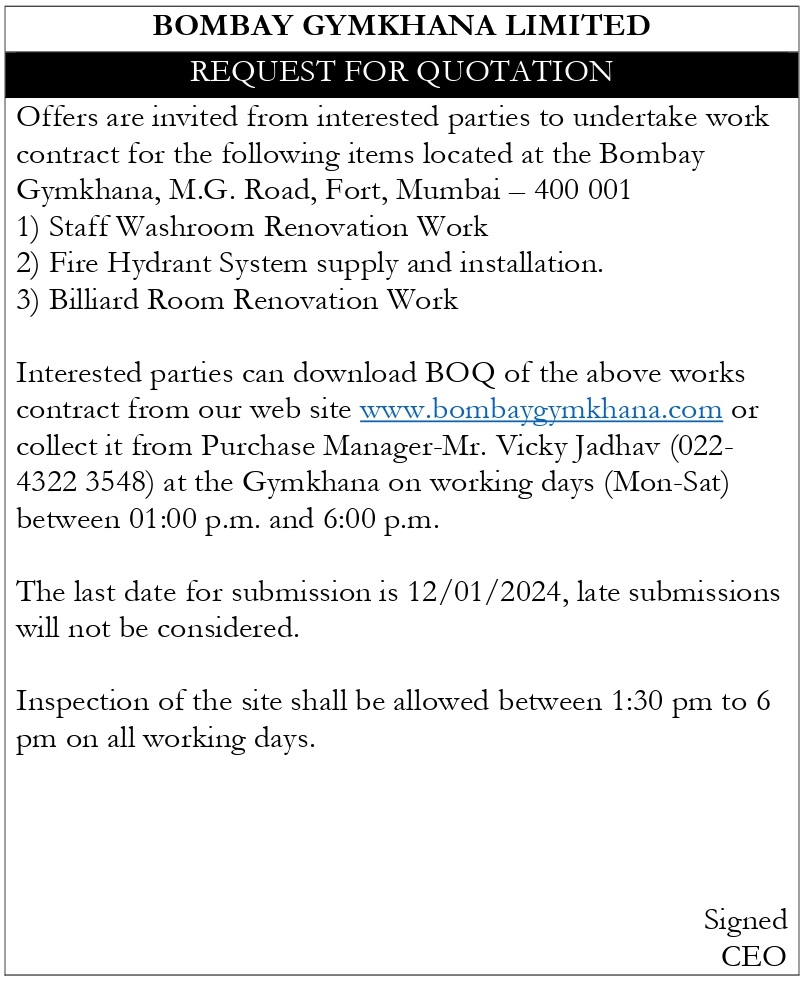 BOMBAY GYMKHANA LIMITED
REQUEST FOR QUOTATION
Offers are invited from interested parties to undertake work
contract for the following items located at the Bombay
Gymkhana, M.G. Road, Fort, Mumbai – 400 001
1) Staff Washroom Renovation Work
2) Fire Hydrant System supply and installation.
3) Billiard Room Renovation Work
Interested parties can download BOQ of the above works
contract from our web site www.bombaygymkhana.com or
collect it from Purchase Manager-Mr. Vicky Jadhav (022-
4322 3548) at the Gymkhana on working days (Mon-Sat)
between 01:00 p.m. and 6:00 p.m.
The last date for submission is 12/01/2024, late submissions
will not be considered.
Inspection of the site shall be allowed between 1:30 pm to 6
pm on all working days.
Signed
CEO